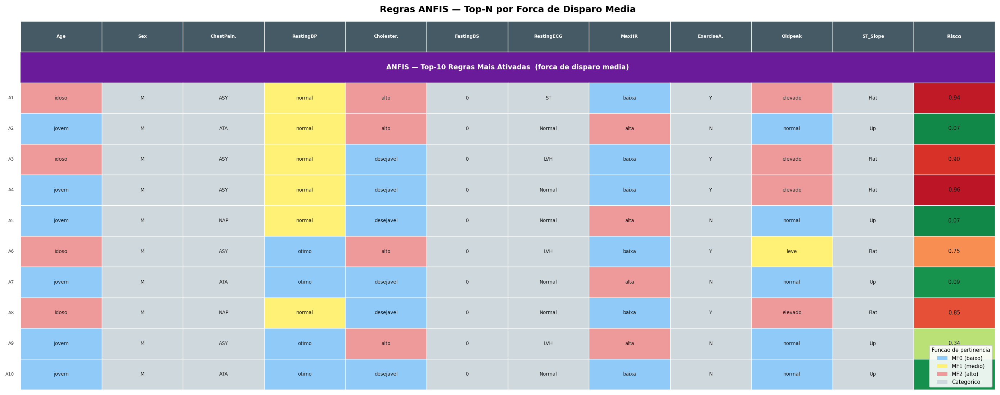 Regras ANFIS — Top-N por Forca de Disparo Media
Age Sex ChestPain. RestingBP Cholester. FastingBS RestingECG MaxHR ExerciseA. Oldpeak ST_Slope Risco
ANFIS — Top-10 Regras Mais Ativadas (forca de disparo media)
A1 idoso M ASY normal alto 0 ST baixa Y elevado Flat 0.94
A2 jovem M ATA normal alto 0 Normal alta N normal Up 0.07
A3 idoso M ASY normal desejavel 0 LVH baixa Y elevado Flat 0.90
A4 jovem M ASY normal desejavel 0 Normal baixa Y elevado Flat 0.96
A5 jovem M NAP normal desejavel 0 Normal alta N normal Up 0.07
A6 idoso M ASY otimo alto 0 LVH baixa Y leve Flat 0.75
A7 jovem M ATA otimo desejavel 0 Normal alta N normal Up 0.09
A8 idoso M NAP normal desejavel 0 Normal baixa Y elevado Flat 0.85
A9 jovem M ASY otimo alto 0 LVH alta N normal Up 0.34
A10 jovem M ATA otimo desejavel 0 Normal baixa N normal Up
Funcao de pertinencia
MF0 (baixo)
MF1 (medio)
MF2 (alto)
Categorico